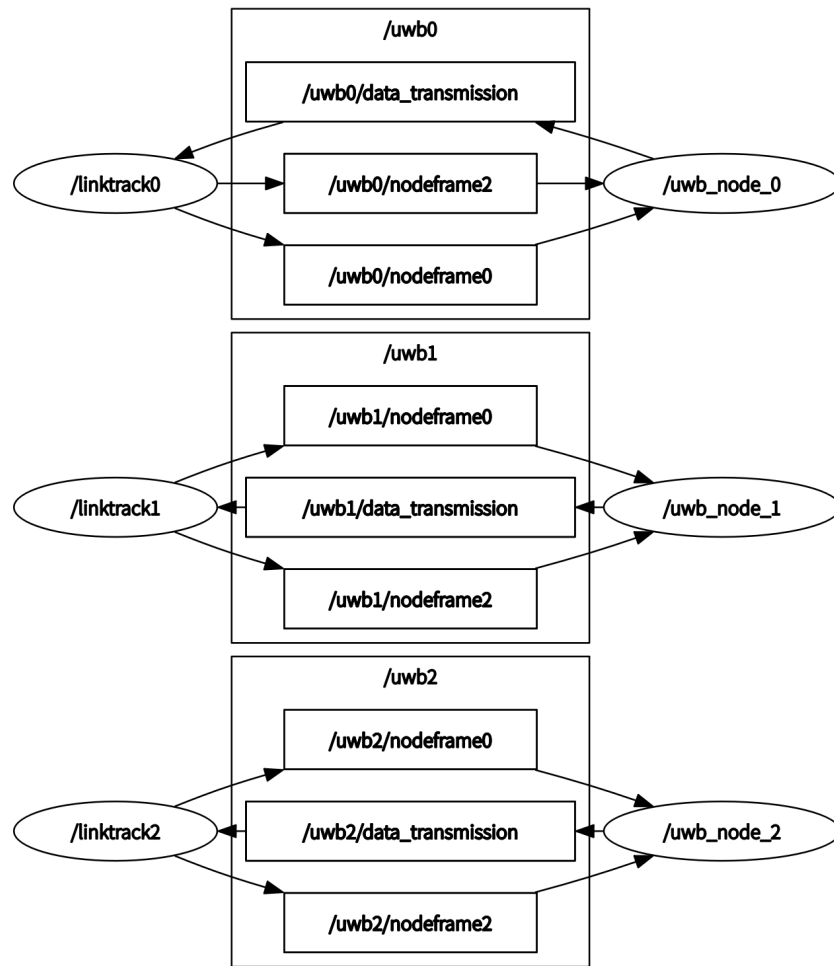 /uwb0
/uwb0/data_transmission
/linktrack0
/uwb0/nodeframe2
/uwb_node_0
/uwb0/nodeframe0
/uwb1
/uwb1/nodeframe0
/linktrack1
/uwb1/data_transmission
/uwb_node_1
/uwb1/nodeframe2
/uwb2
/uwb2/nodeframe0
/linktrack2
/uwb2/data_transmission
/uwb_node_2
/uwb2/nodeframe2